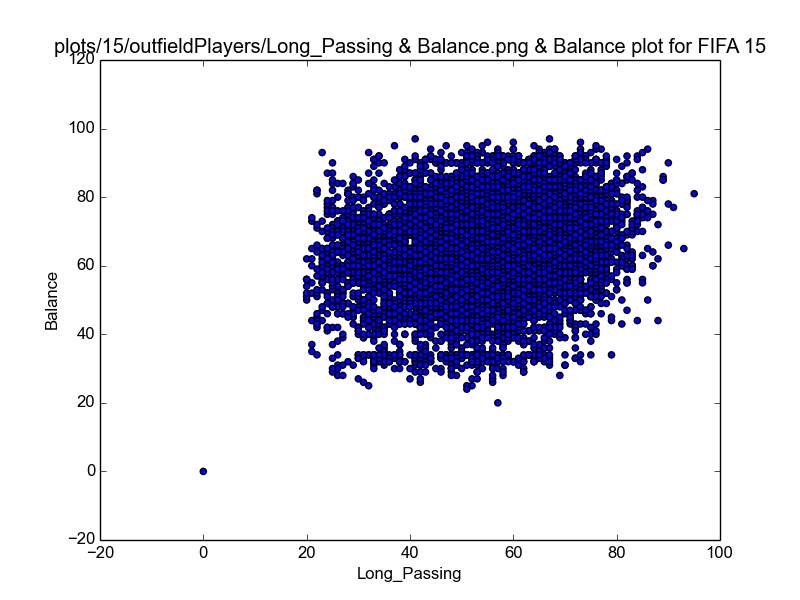 plots/15/outfieldPlayers/Long_Passing & Balance.png & Balance plot for FIFA 15
120
100
80
60
40
20
0
−20
Balance
−20 0 20 40 60 80 100
Long_Passing